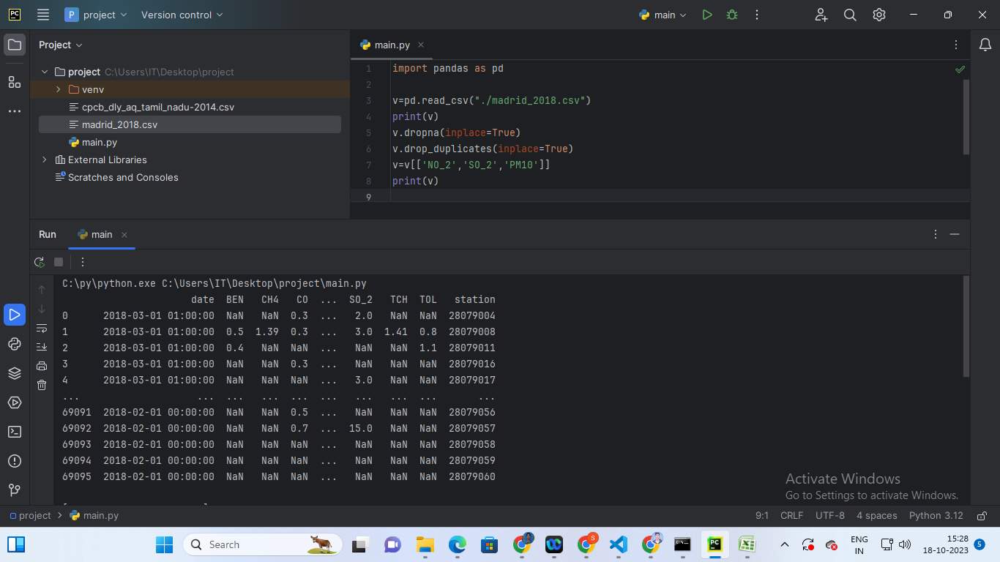 PC
P project
Version control
main
Project
main.py
project C:\Users\IT\Desktop\project
venv
cpcb_dly_aq_tamil_nadu-2014.csv
madrid_2018.csv
main.py
External Libraries
Scratches and Consoles
1 import pandas as pd
2
3 v=pd.read_csv("./madrid_2018.csv")
4 print(v)
5 v.dropna(inplace=True)
6 v.drop_duplicates(inplace=True)
7 v=v[['NO_2','SO_2','PM10']]
8 print(v)
9
Run main
C:\py\python.exe C:\Users\IT\Desktop\project\main.py
date BEN CH4 CO ... SO_2 TCH TOL station
0 2018-03-01 01:00:00 NaN NaN 0.3 ... 2.0 NaN NaN 28079004
1 2018-03-01 01:00:00 0.5 1.39 0.3 ... 3.0 1.41 0.8 28079008
2 2018-03-01 01:00:00 0.4 NaN NaN ... NaN NaN 1.1 28079011
3 2018-03-01 01:00:00 NaN NaN 0.3 ... NaN NaN NaN 28079016
4 2018-03-01 01:00:00 NaN NaN NaN ... 3.0 NaN NaN 28079017
... ... ... ... ... ... ... ... ... ...
69091 2018-02-01 00:00:00 NaN NaN 0.5 ... NaN NaN NaN 28079056
69092 2018-02-01 00:00:00 NaN NaN 0.7 ... 15.0 NaN NaN 28079057
69093 2018-02-01 00:00:00 NaN NaN NaN ... NaN NaN NaN 28079058
69094 2018-02-01 00:00:00 NaN NaN NaN ... NaN NaN NaN 28079059
69095 2018-02-01 00:00:00 NaN NaN NaN ... NaN NaN NaN 28079060
Activate Windows
Go to Settings to activate Windows.
project > main.py
9:1 CRLF UTF-8 4 spaces Python 3.12
Search
S
PC
ENG
IN
15:28
18-10-2023
5